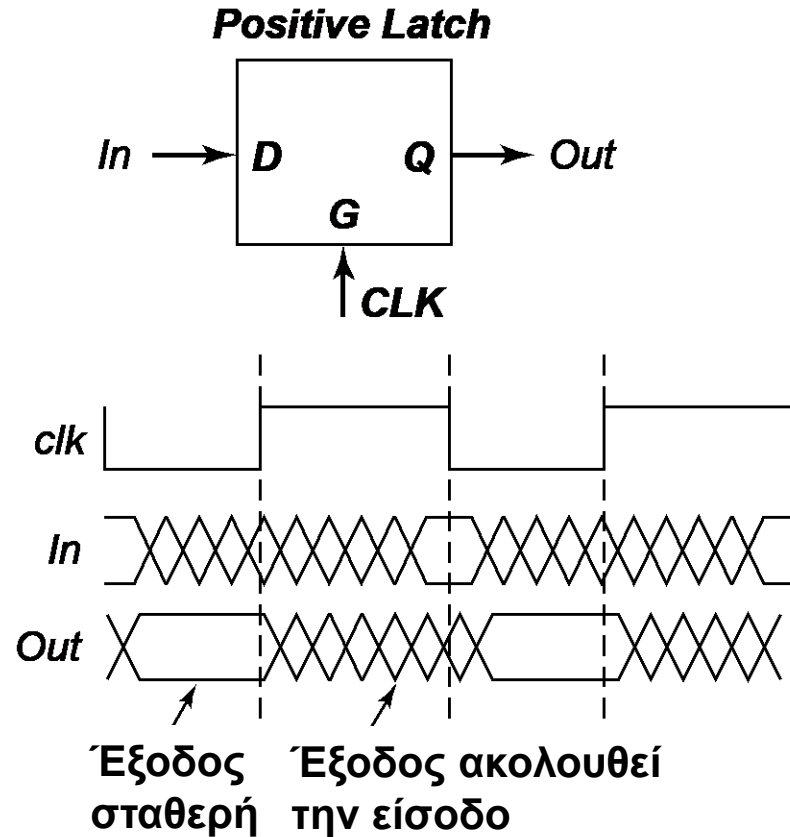 Positive Latch
In D Q Out
G
CLK
clk
In
Out
Έξοδος σταθερή
Έξοδος ακολουθεί την είσοδο